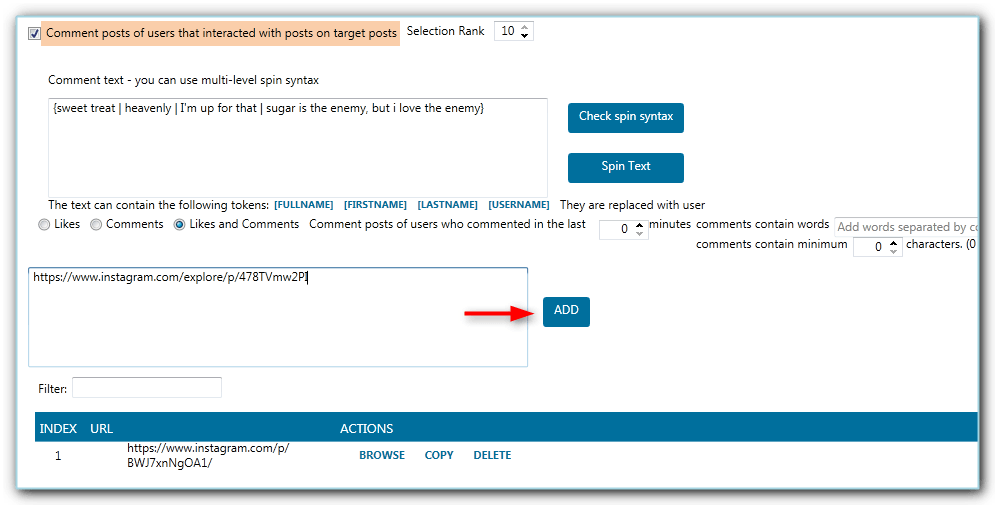 Comment posts of users that interacted with posts on target posts Selection Rank 10
Comment text - you can use multi-level spin syntax
{sweet treat | heavenly | I'm up for that | sugar is the enemy, but i love the enemy}
Check spin syntax
Spin Text
The text can contain the following tokens: [FULLNAME] [FIRSTNAME] [LASTNAME] [USERNAME] They are replaced with user
Likes Comments Likes and Comments Comment posts of users who commented in the last 0 minutes comments contain words Add words separated by co
comments contain minimum 0 characters. (0
https://www.instagram.com/explore/p/478TVmw2PI
ADD
Filter:
INDEX URL ACTIONS
1 https://www.instagram.com/p/
BWJ7xnNgOA1/ BROWSE COPY DELETE